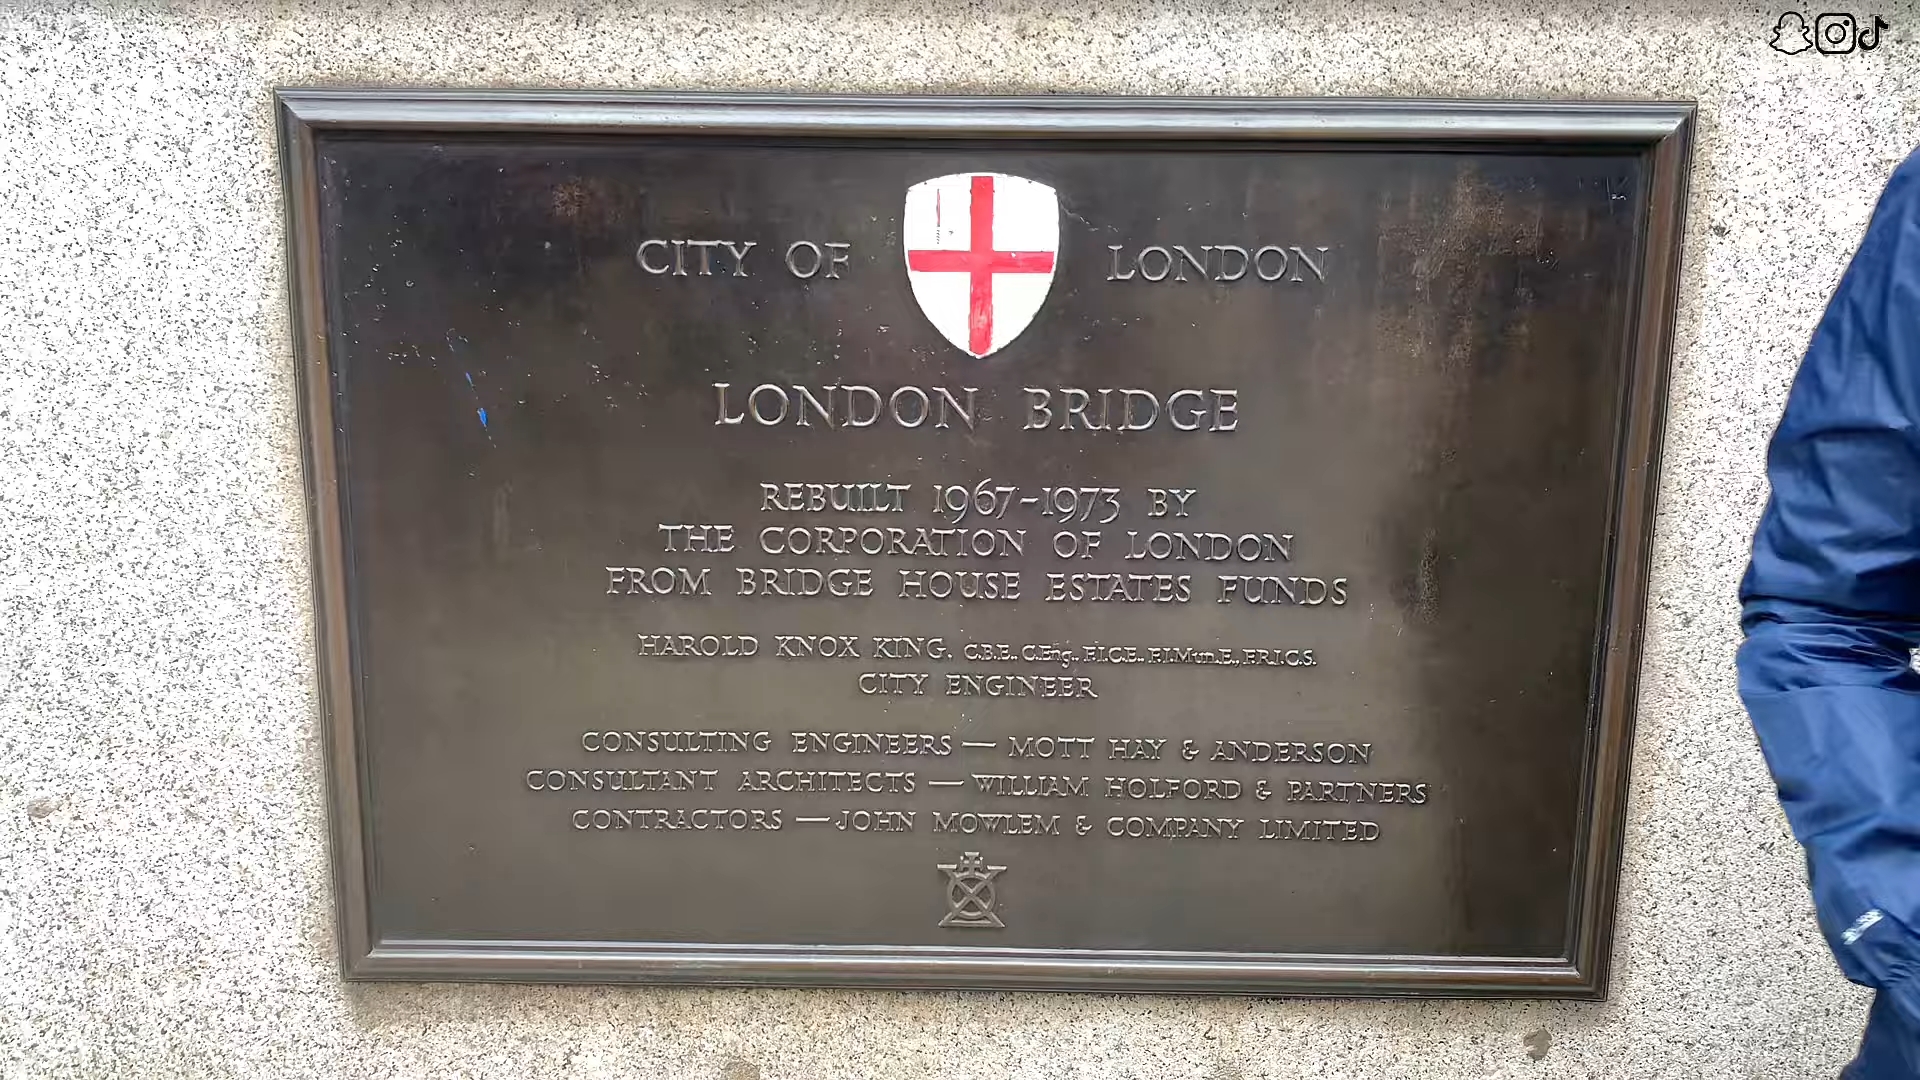 CITY OF LONDON
LONDON BRIDGE
REBUILT 1967-1973 BY
THE CORPORATION OF LONDON
FROM BRIDGE HOUSE ESTATES FUNDS
HAROLD KNOX KING, C.B.E., C.Eng., F.I.C.E., F.I.Mun.E., F.R.I.C.S.
CITY ENGINEER
CONSULTING ENGINEERS — MOTT HAY & ANDERSON
CONSULTANT ARCHITECTS — WILLIAM HOLFORD & PARTNERS
CONTRACTORS — JOHN MOWLEM & COMPANY LIMITED